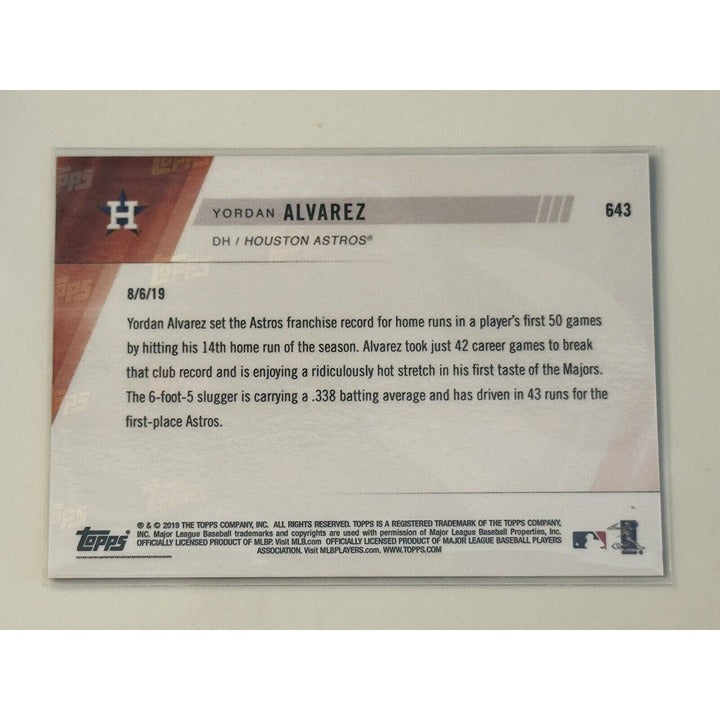 TOPPS
H
YORDAN ALVAREZ
643
DH / HOUSTON ASTROS®
TOPPS
8/6/19
Yordan Alvarez set the Astros franchise record for home runs in a player's first 50 games
by hitting his 14th home run of the season. Alvarez took just 42 career games to break
that club record and is enjoying a ridiculously hot stretch in his first taste of the Majors.
The 6-foot-5 slugger is carrying a .338 batting average and has driven in 43 runs for the
first-place Astros.
Topps®
® & © 2019 THE TOPPS COMPANY, INC. ALL RIGHTS RESERVED. TOPPS IS A REGISTERED TRADEMARK OF THE TOPPS COMPANY,
INC. Major League Baseball trademarks and copyrights are used with permission of Major League Baseball Properties, Inc.
OFFICIALLY LICENSED PRODUCT OF MLBP. Visit MLB.com OFFICIALLY LICENSED PRODUCT OF MAJOR LEAGUE BASEBALL PLAYERS
ASSOCIATION. Visit MLBPLAYERS.com. WWW.TOPPS.COM